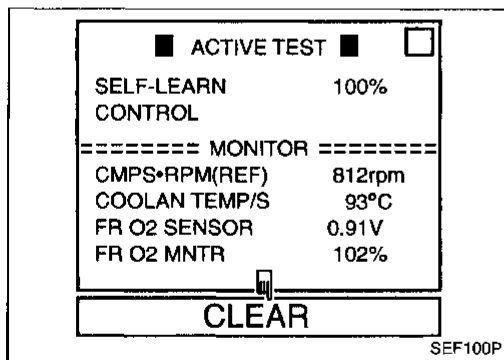 ■ ACTIVE TEST ■
SELF-LEARN 100%
CONTROL
======== MONITOR ========
CMPS•RPM(REF) 812rpm
COOLAN TEMP/S 93°C
FR O2 SENSOR 0.91V
FR O2 MNTR 102%
CLEAR
SEF100P